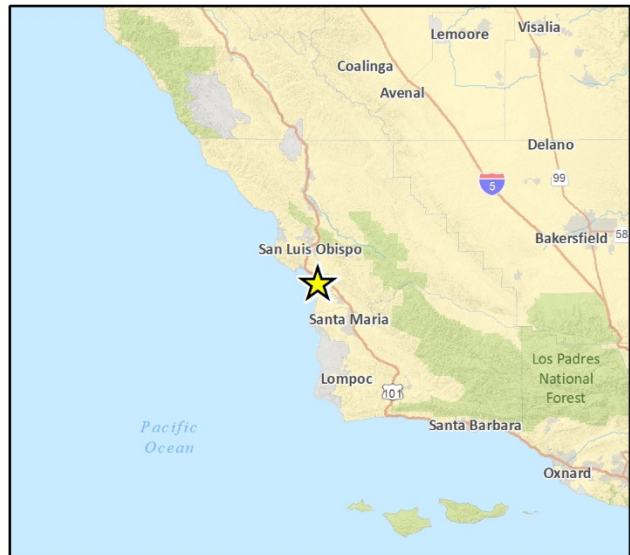 Lemoore
Visalia
Coalinga
Avenal
Delano
99
5
Bakersfield
58
San Luis Obispo
Santa Maria
Los Padres
National
Forest
Lompoc
101
Santa Barbara
Pacific
Ocean
Oxnard